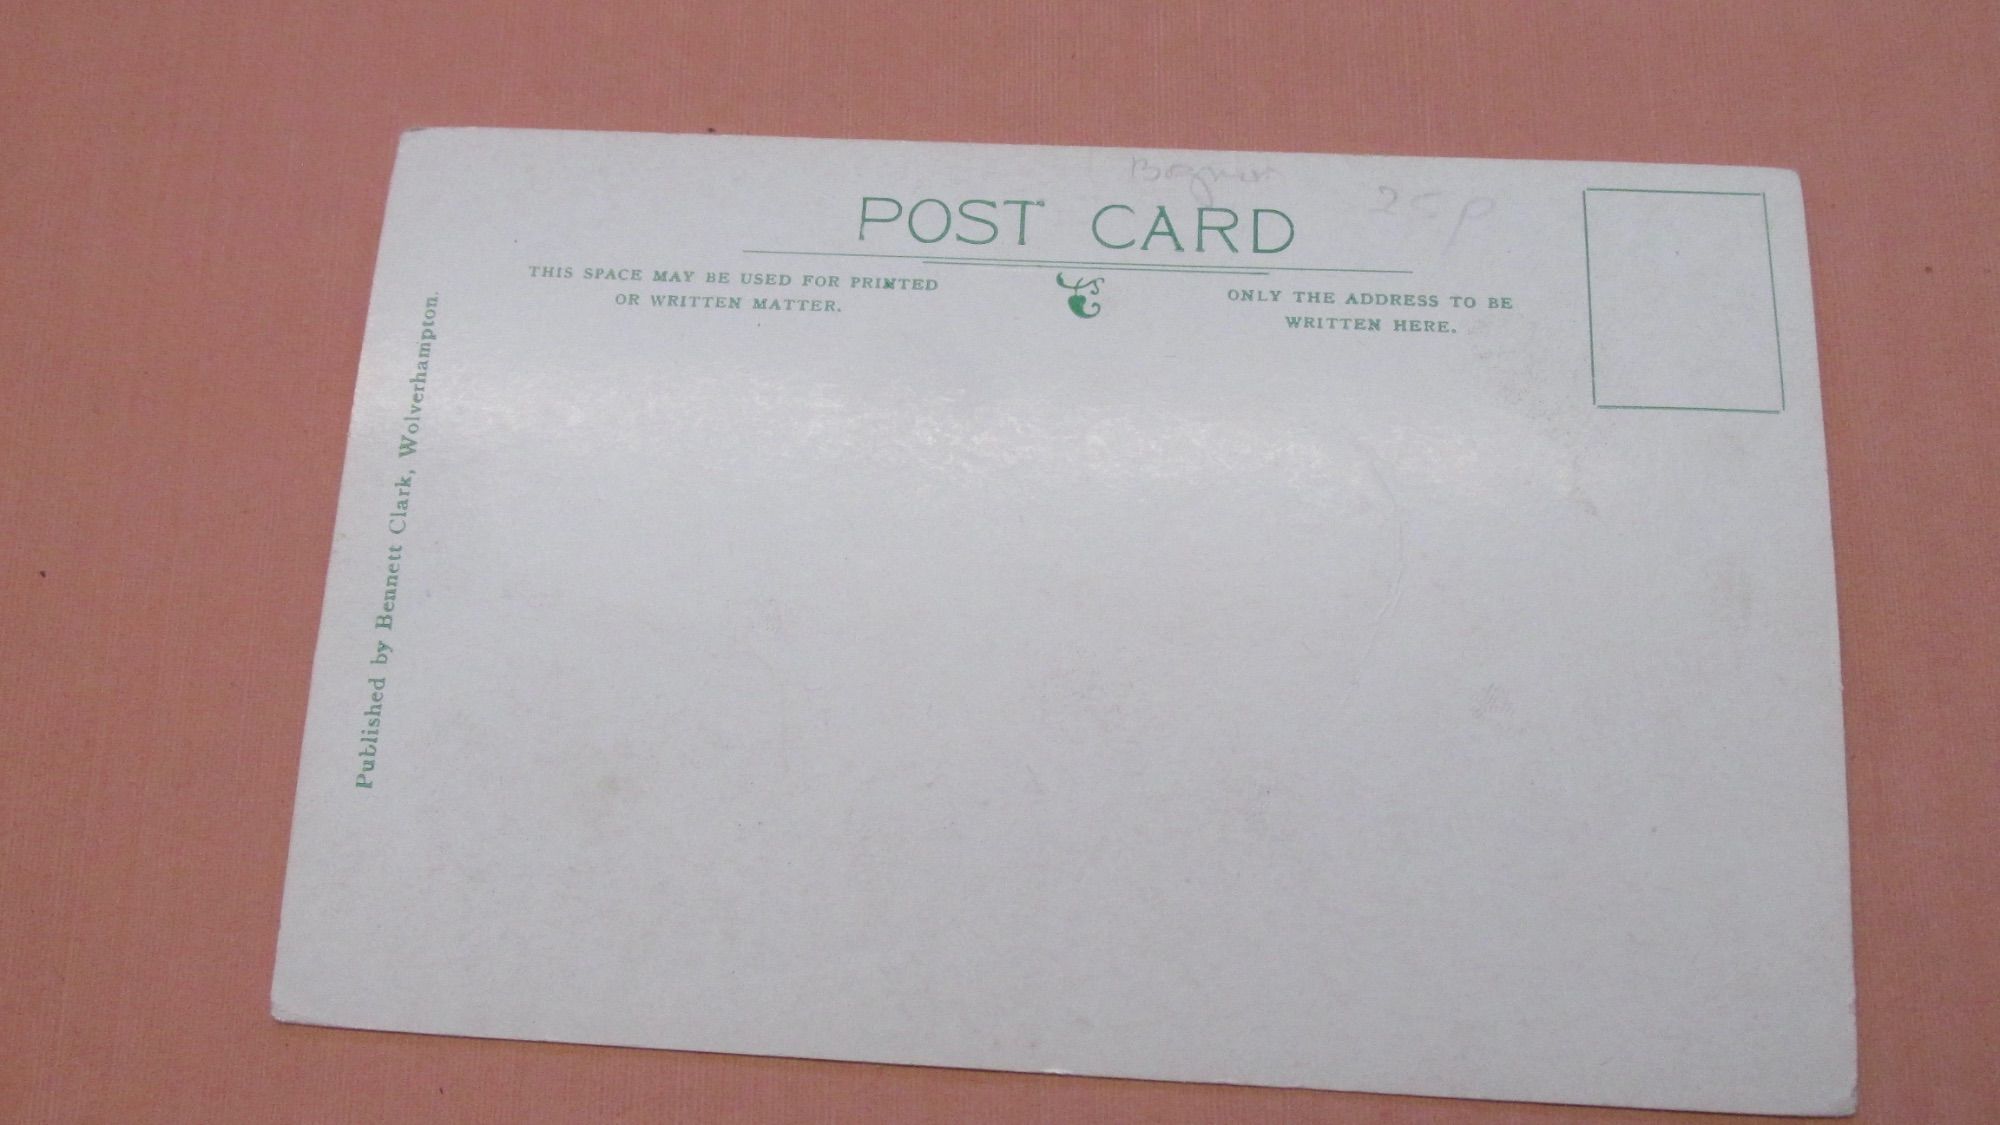 Bognor
25p
POST CARD
THIS SPACE MAY BE USED FOR PRINTED
OR WRITTEN MATTER.
ONLY THE ADDRESS TO BE
WRITTEN HERE.
Published by Bennett Clark, Wolverhampton.